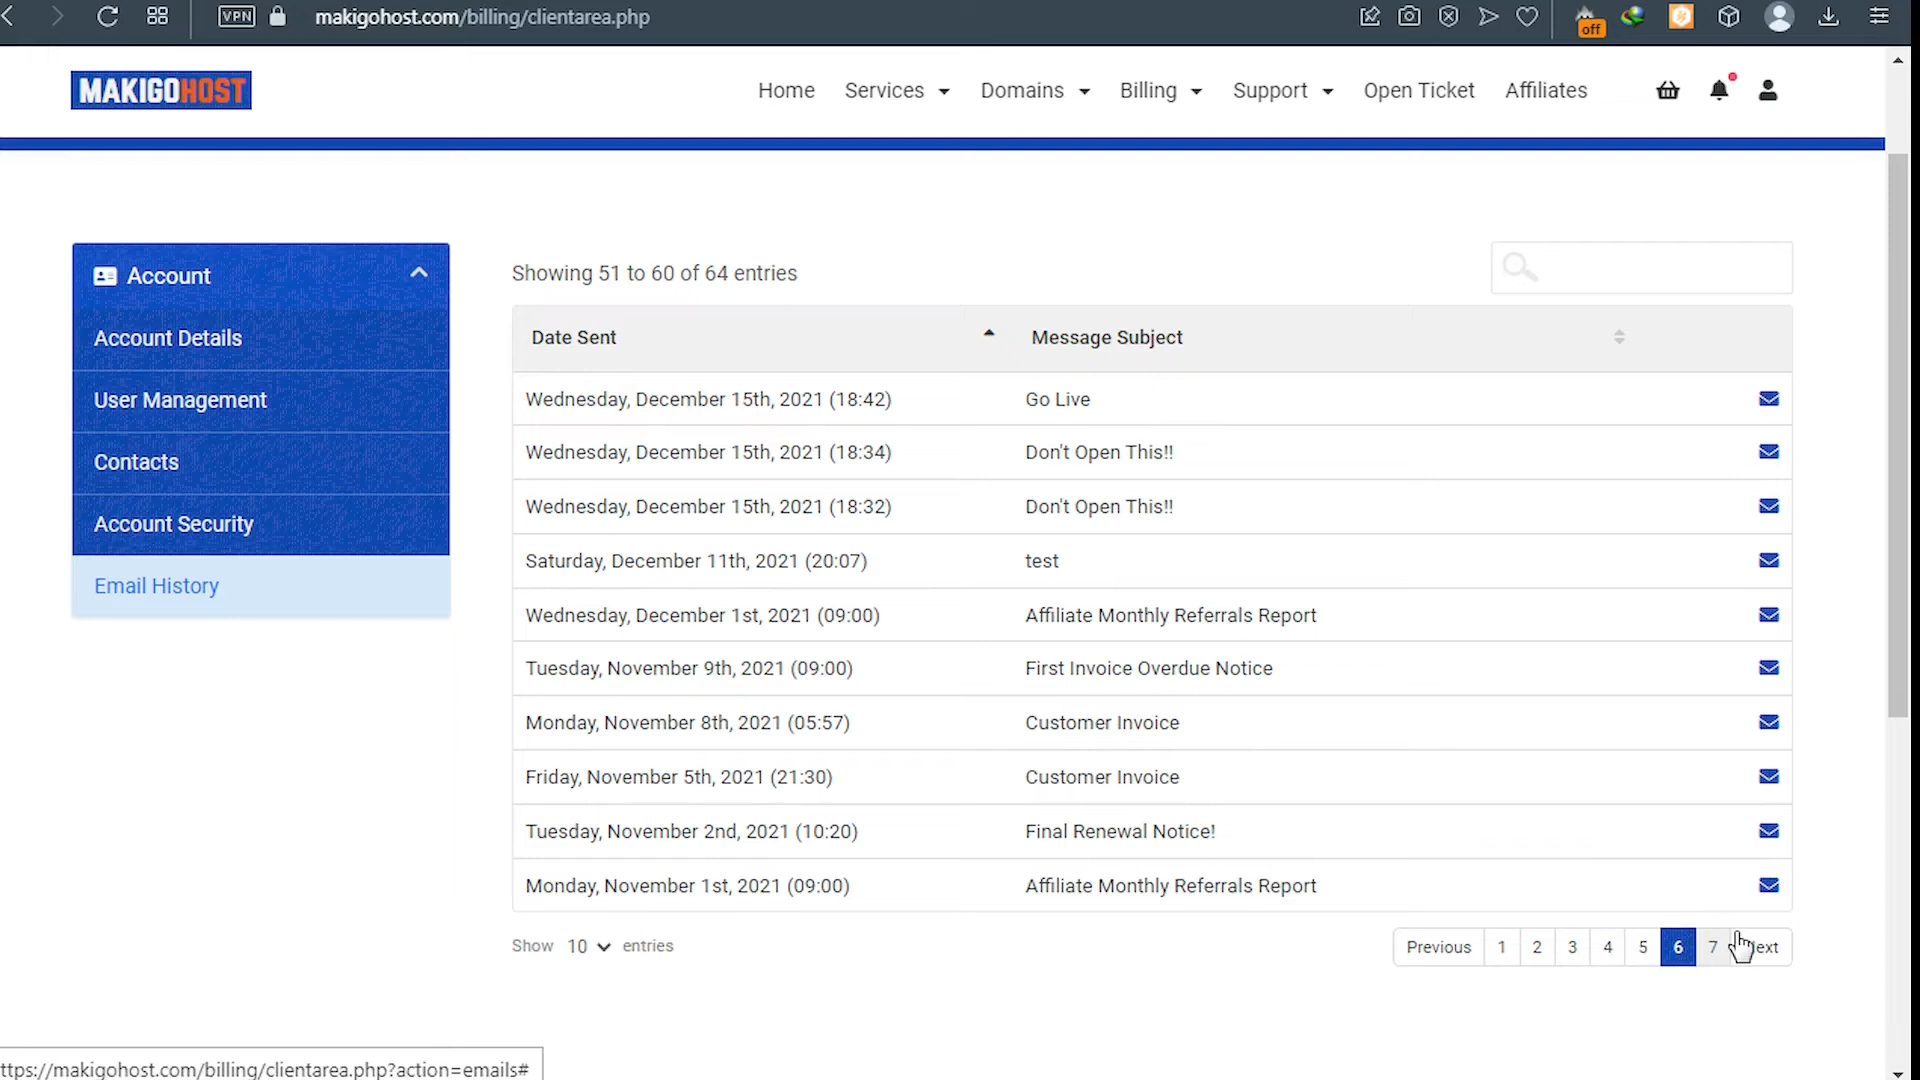 VPN makigohost.com/billing/clientarea.php off
MAKIGOHOST Home Services Domains Billing Support Open Ticket Affiliates
Account
Account Details
User Management
Contacts
Account Security
Email History
Showing 51 to 60 of 64 entries
Date Sent Message Subject
Wednesday, December 15th, 2021 (18:42) Go Live
Wednesday, December 15th, 2021 (18:34) Don't Open This!!
Wednesday, December 15th, 2021 (18:32) Don't Open This!!
Saturday, December 11th, 2021 (20:07) test
Wednesday, December 1st, 2021 (09:00) Affiliate Monthly Referrals Report
Tuesday, November 9th, 2021 (09:00) First Invoice Overdue Notice
Monday, November 8th, 2021 (05:57) Customer Invoice
Friday, November 5th, 2021 (21:30) Customer Invoice
Tuesday, November 2nd, 2021 (10:20) Final Renewal Notice!
Monday, November 1st, 2021 (09:00) Affiliate Monthly Referrals Report
Show 10 entries Previous 1 2 3 4 5 6 7 ext
ttps://makigohost.com/billing/clientarea.php?action=emails#